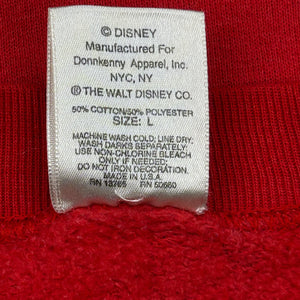 © DISNEY
Manufactured For
Donnkenny Apparel, Inc.
NYC, NY
® THE WALT DISNEY CO.
50% COTTON/50% POLYESTER
SIZE: L
MACHINE WASH COLD; LINE DRY.
WASH DARKS SEPARATELY:
USE NON-CHLORINE BLEACH
ONLY IF NEEDED:
DO NOT IRON DECORATION.
MADE IN U.S.A.
RN 13765 RN 50660